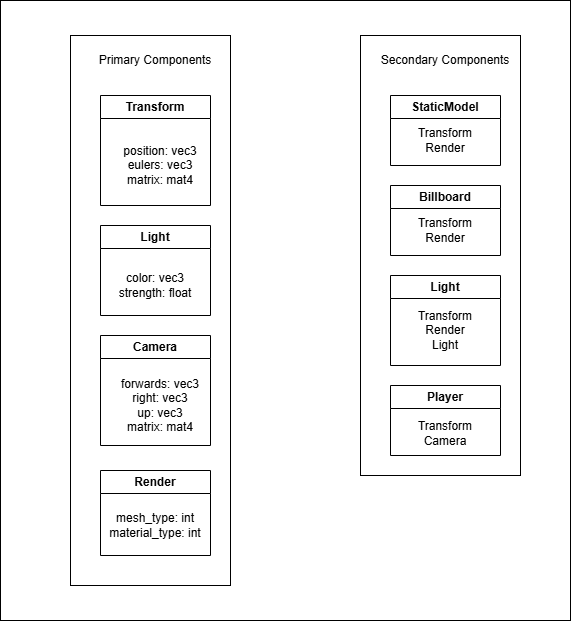 Primary Components
Transform
position: vec3
eulers: vec3
matrix: mat4
Light
color: vec3
strength: float
Camera
forwards: vec3
right: vec3
up: vec3
matrix: mat4
Render
mesh_type: int
material_type: int
Secondary Components
StaticModel
Transform
Render
Billboard
Transform
Render
Light
Transform
Render
Light
Player
Transform
Camera